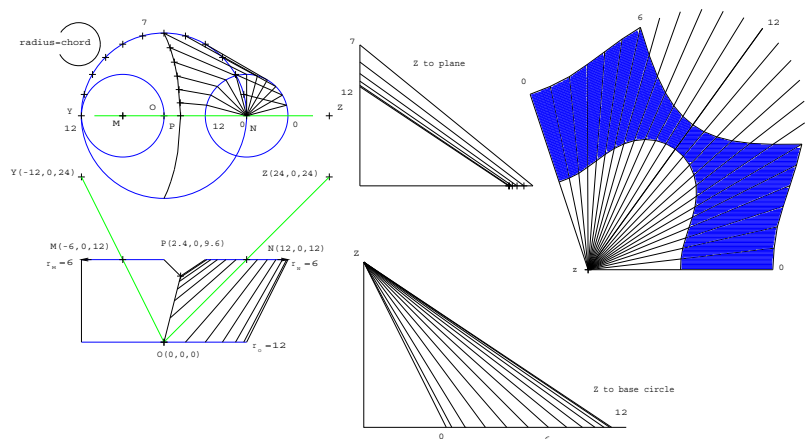 7
radius=chord
Y
O
Z
M
P
12
12
0
N
0
Y(-12,0,24)
Z(24,0,24)
M(-6,0,12)
P(2.4,0,9.6)
N(12,0,12)
r_M=6
r_N=6
r_O=12
O(0,0,0)
7
Z to plane
12
6
12
0
z
0
Z
Z to base circle
12
0
6